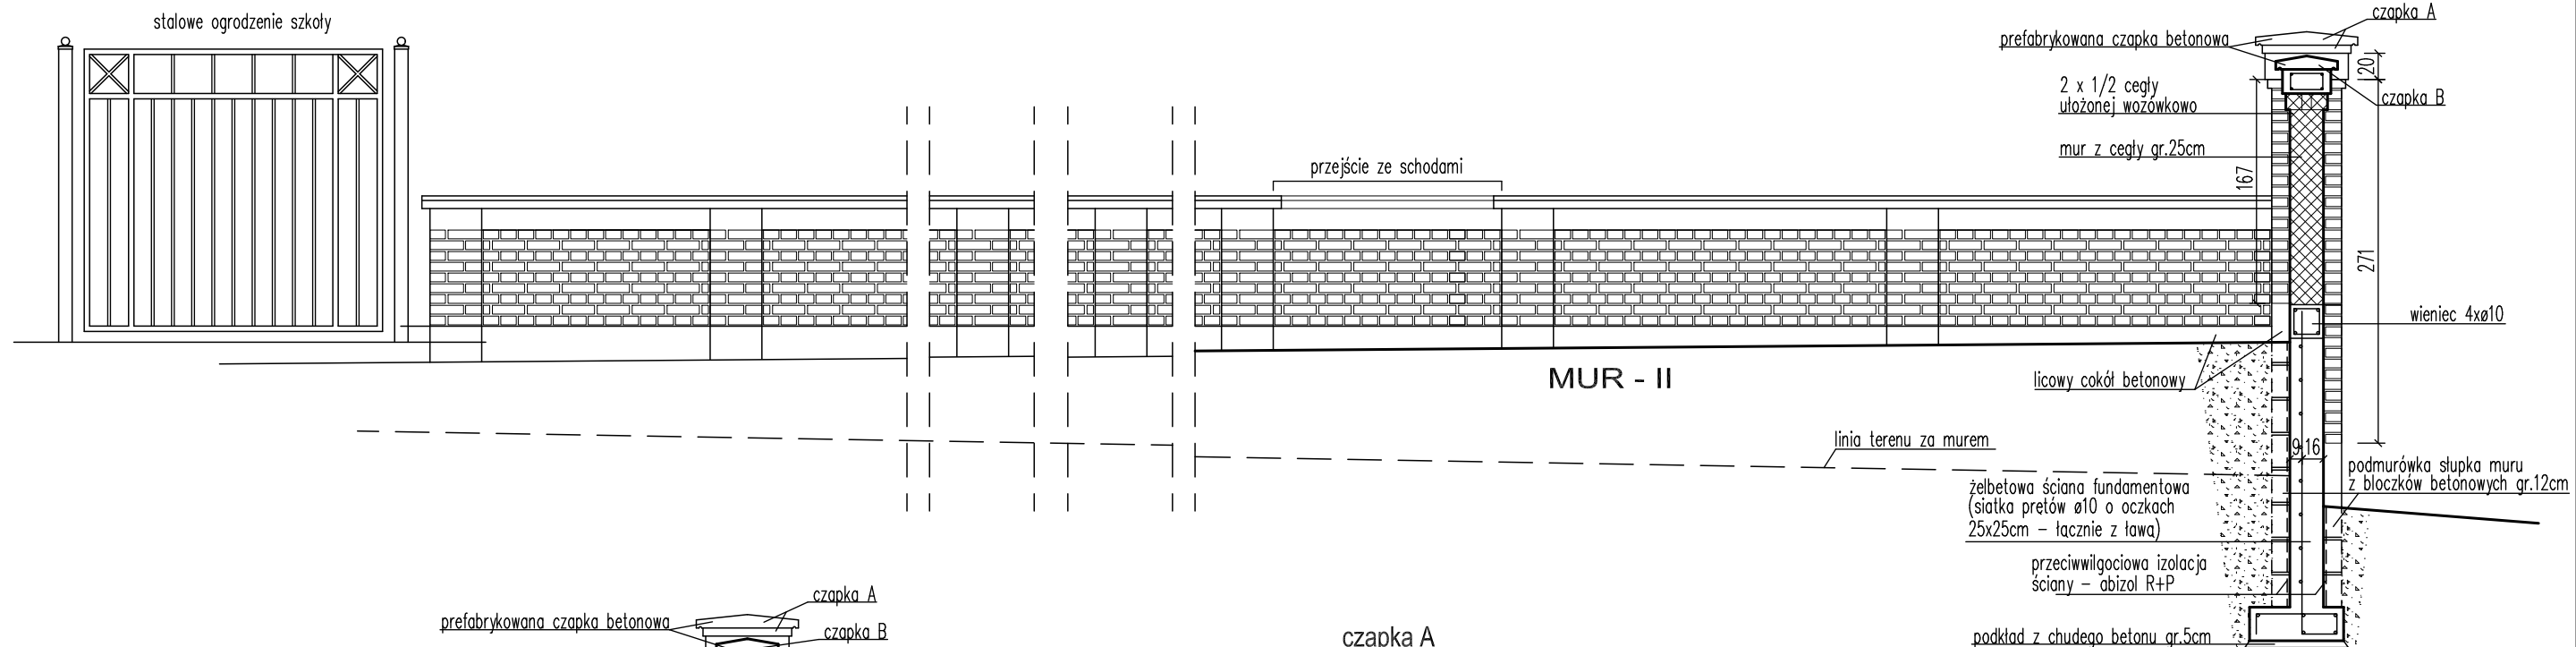 stalowe ogrodzenie szkoły
czapka A
prefabrykowana czapka betonowa
20
2 x 1/2 cegły
ułożonej wozówkowo
czapka B
mur z cegły gr.25cm
przejście ze schodami
167
271
wieniec 4xø10
MUR - II
licowy cokół betonowy
linia terenu za murem
9 16
podmurówka słupka muru
z bloczków betonowych gr.12cm
żelbetowa ściana fundamentowa
(siatka pretów ø10 o oczkach
25x25cm – łącznie z ławą)
przeciwwilgociowa izolacja
ściany – abizol R+P
czapka A
prefabrykowana czapka betonowa
czapka B
czapka A
podkład z chudego betonu gr.5cm